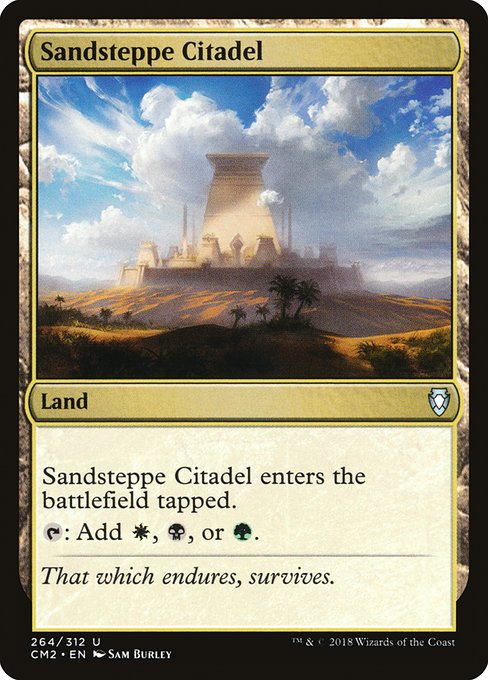 Sandsteppe Citadel
Land
Sandsteppe Citadel enters the
battlefield tapped.
: Add , , or .
That which endures, survives.
264/312 U
CM2 • EN Sam Burley
™ & © 2018 Wizards of the Coast